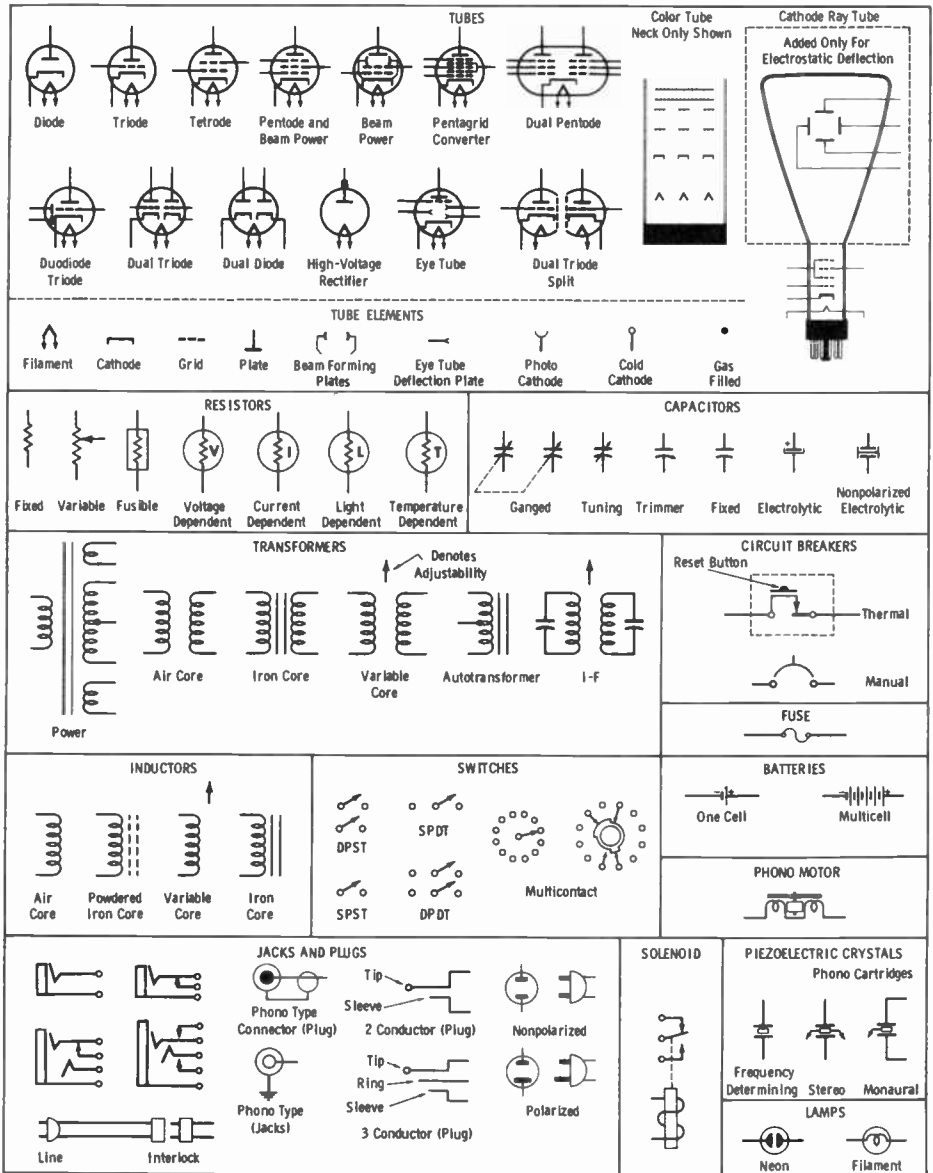 TUBES
Color Tube
Neck Only Shown
Cathode Ray Tube
Added Only For
Electrostatic Deflection
Diode
Triode
Tetrode
Pentode and
Beam Power
Beam
Power
Pentagrid
Converter
Dual Pentode
Duodiode
Triode
Dual Triode
Dual Diode
High-Voltage
Rectifier
Eye Tube
Dual Triode
Split
TUBE ELEMENTS
Filament
Cathode
Grid
Plate
Beam Forming
Plates
Eye Tube
Deflection Plate
Photo
Cathode
Cold
Cathode
Gas
Filled
RESISTORS
V
I
L
T
Fixed
Variable
Fusible
Voltage
Dependent
Current
Dependent
Light
Dependent
Temperature
Dependent
CAPACITORS
+
Ganged
Tuning
Trimmer
Fixed
Electrolytic
Nonpolarized
Electrolytic
TRANSFORMERS
Denotes
Adjustability
Power
Air Core
Iron Core
Variable
Core
Autotransformer
I-F
CIRCUIT BREAKERS
Reset Button
Thermal
Manual
FUSE
INDUCTORS
Air
Core
Powdered
Iron Core
Variable
Core
Iron
Core
SWITCHES
DPST
SPDT
SPST
DPDT
Multicontact
BATTERIES
- +
One Cell
- +
Multicell
PHONO MOTOR
JACKS AND PLUGS
Phono Type
Connector (Plug)
Tip
Sleeve
2 Conductor (Plug)
Nonpolarized
Phono Type
(Jacks)
Tip
Ring
Sleeve
3 Conductor (Plug)
Polarized
Line
Interlock
SOLENOID
PIEZOELECTRIC CRYSTALS
Phono Cartridges
Frequency
Determining
Stereo
Monaural
LAMPS
Neon
Filament